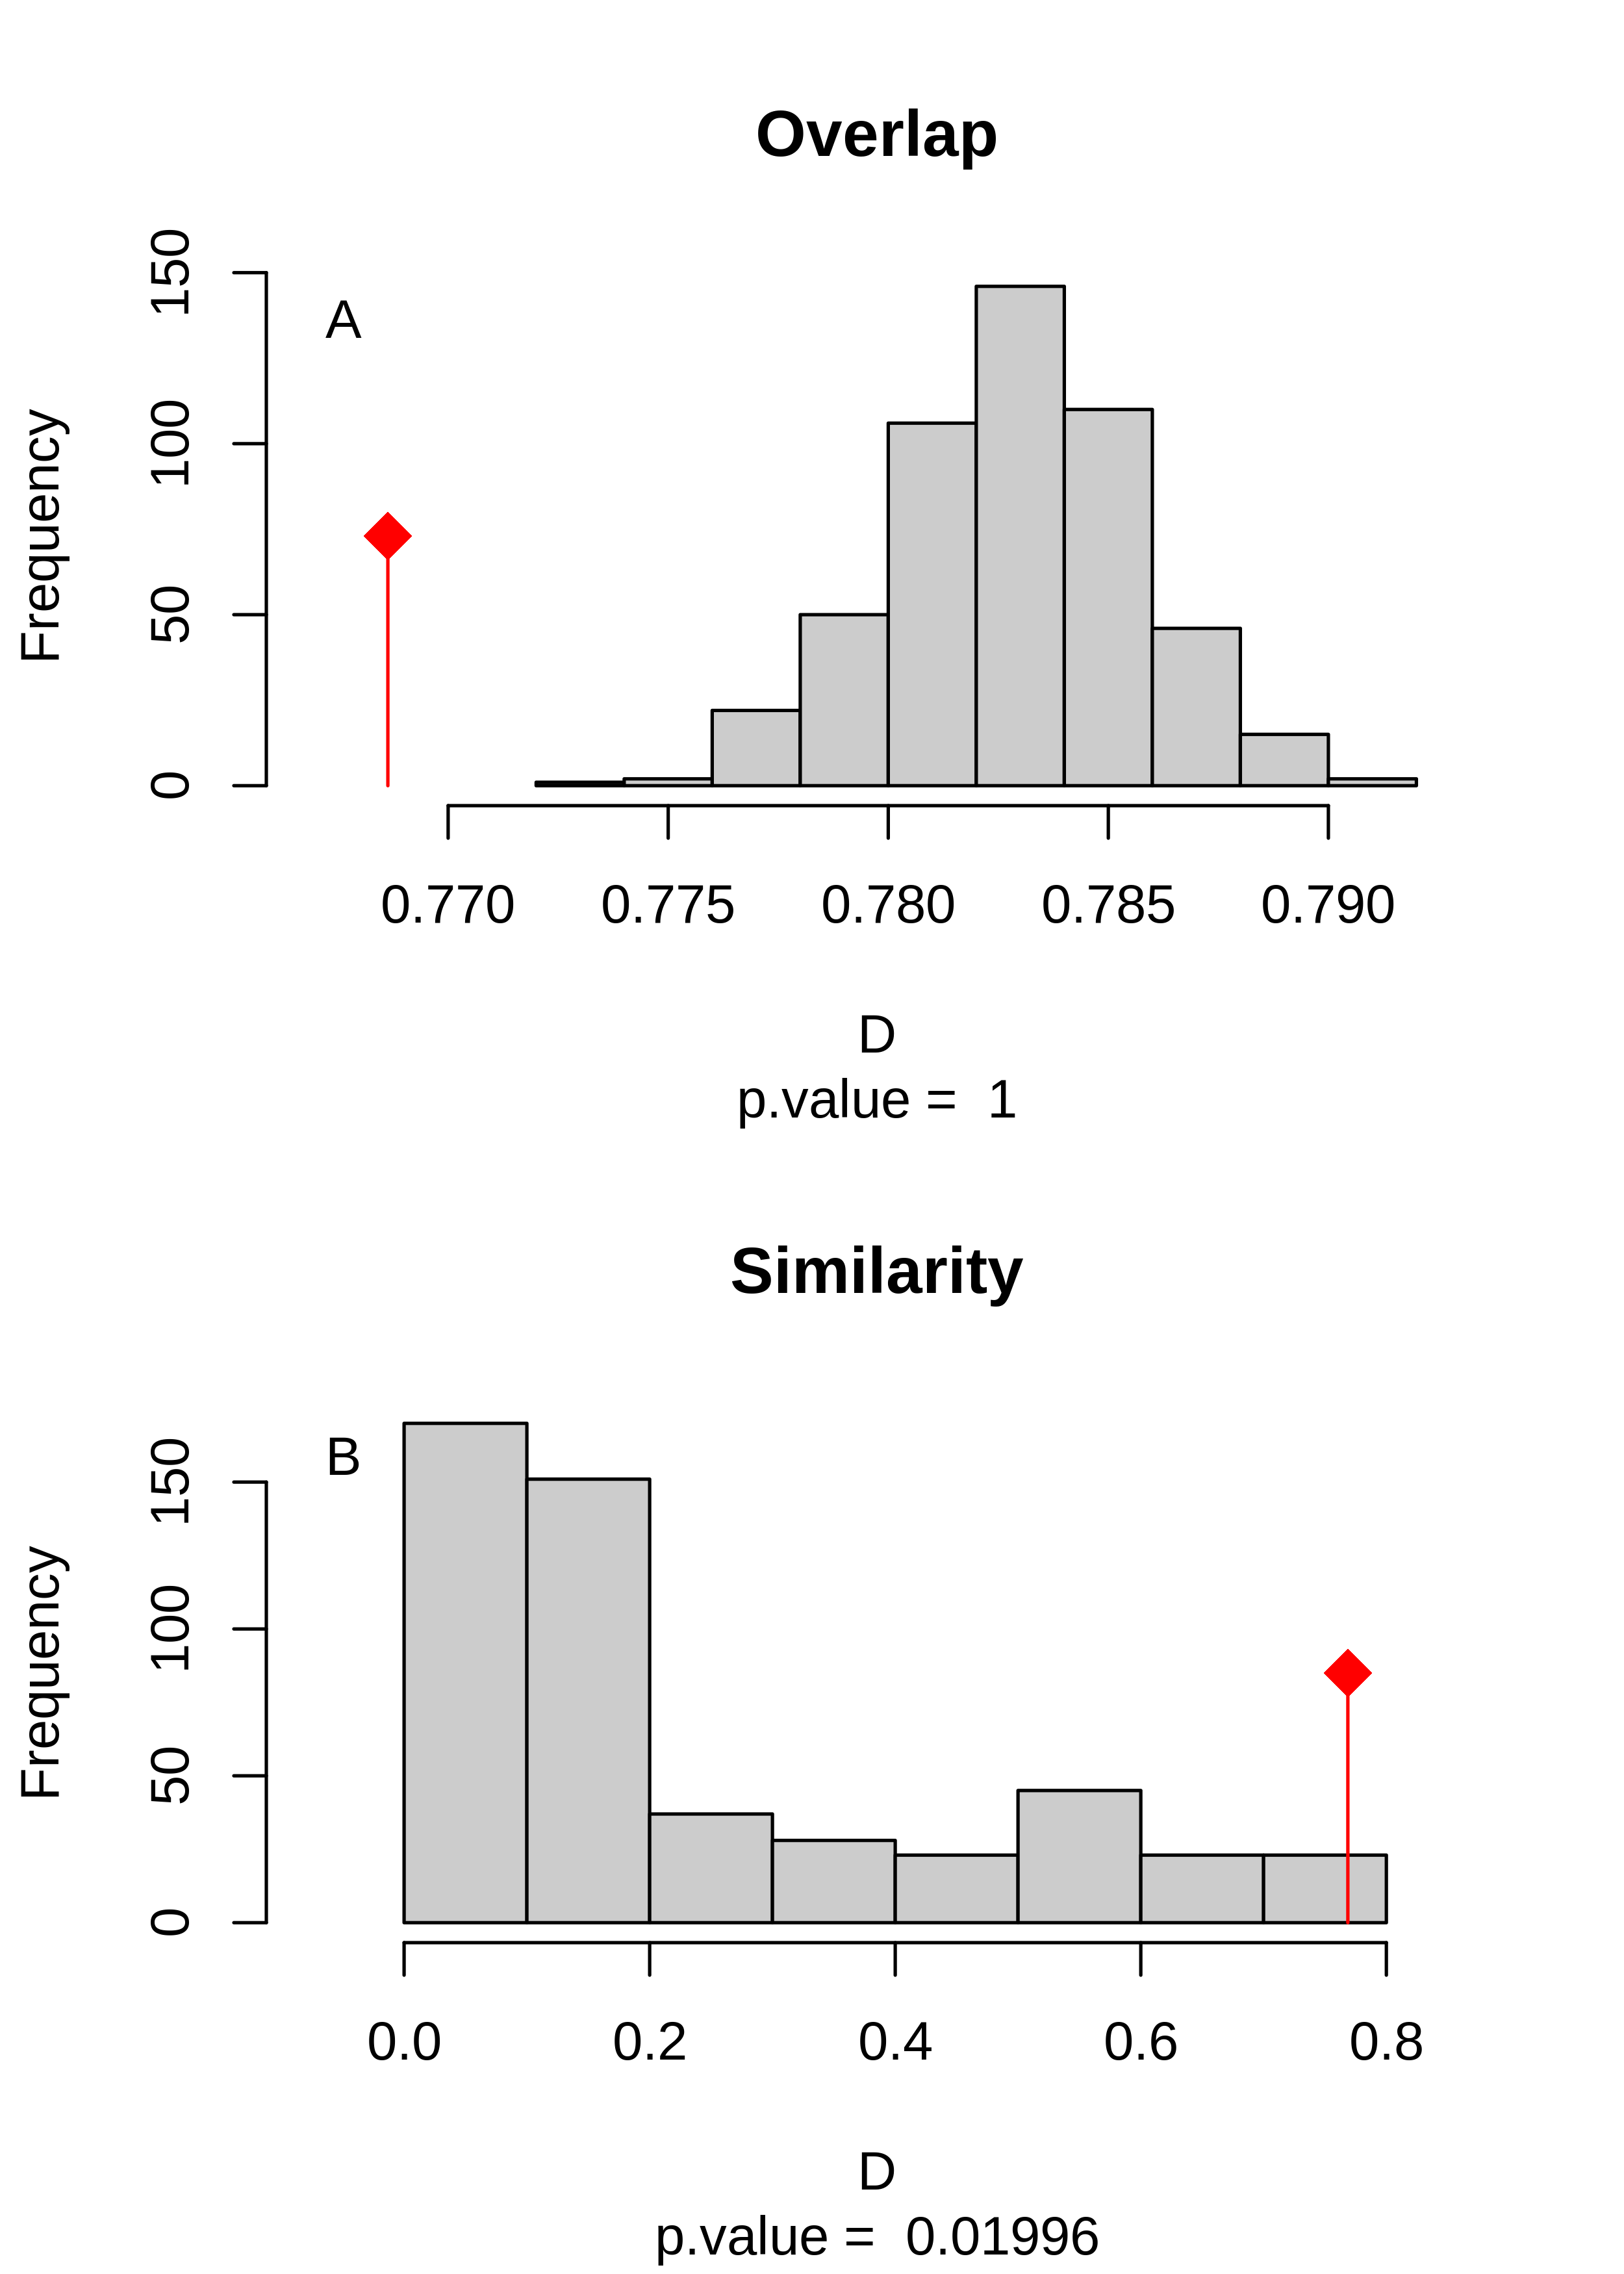 Overlap
A
150
100
50
0
Frequency
0.770 0.775 0.780 0.785 0.790
D
p.value =  1
Similarity
B
150
100
50
0
Frequency
0.0 0.2 0.4 0.6 0.8
D
p.value =  0.01996